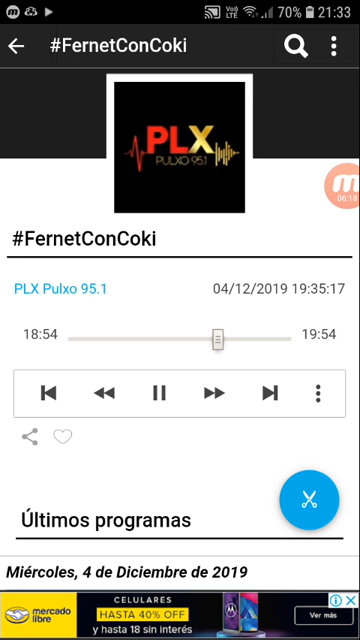 70% 21:33
#FernetConCoki
PLX
PULXO 95.1
06:18
#FernetConCoki
PLX Pulxo 95.1 04/12/2019 19:35:17
18:54 19:54
Últimos programas
Miércoles, 4 de Diciembre de 2019
mercado
libre
CELULARES
HASTA 40% OFF
y hasta 18 sin interés
Ver más